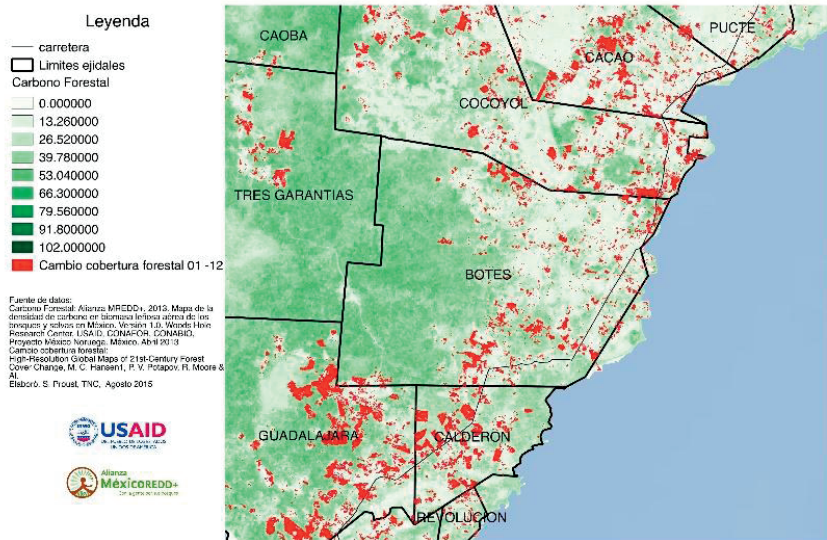 Leyenda
carretera
Limites ejidales
Carbono Forestal
0.000000
13.260000
26.520000
39.780000
53.040000
66.300000
79.560000
91.800000
102.000000
Cambio cobertura forestal 01 -12
Fuente de datos:
Carbono Forestal: Alianza MREDD+. 2013. Mapa de la
densidad de carbono en biomasa leñosa aérea de los
bosques y selvas en México. Versión 1.0. Woods Hole
Research Center, USAID, CONAFOR, CONABIO,
Proyecto México Noruega. México. Abril 2013
Cambio cobertura forestal:
High-Resolution Global Maps of 21st-Century Forest
Cover Change, M. C. Hansen1, P. V. Potapov, R. Moore &
Al.
Elaboró. S. Proust, TNC, Agosto 2015
USAID
Alianza
MéxicoREDD+
CAOBA
PUCTE
CACAO
COCOYOL
TRES GARANTIAS
BOTES
GUADALAJARA
CALDERON
REVOLUCION